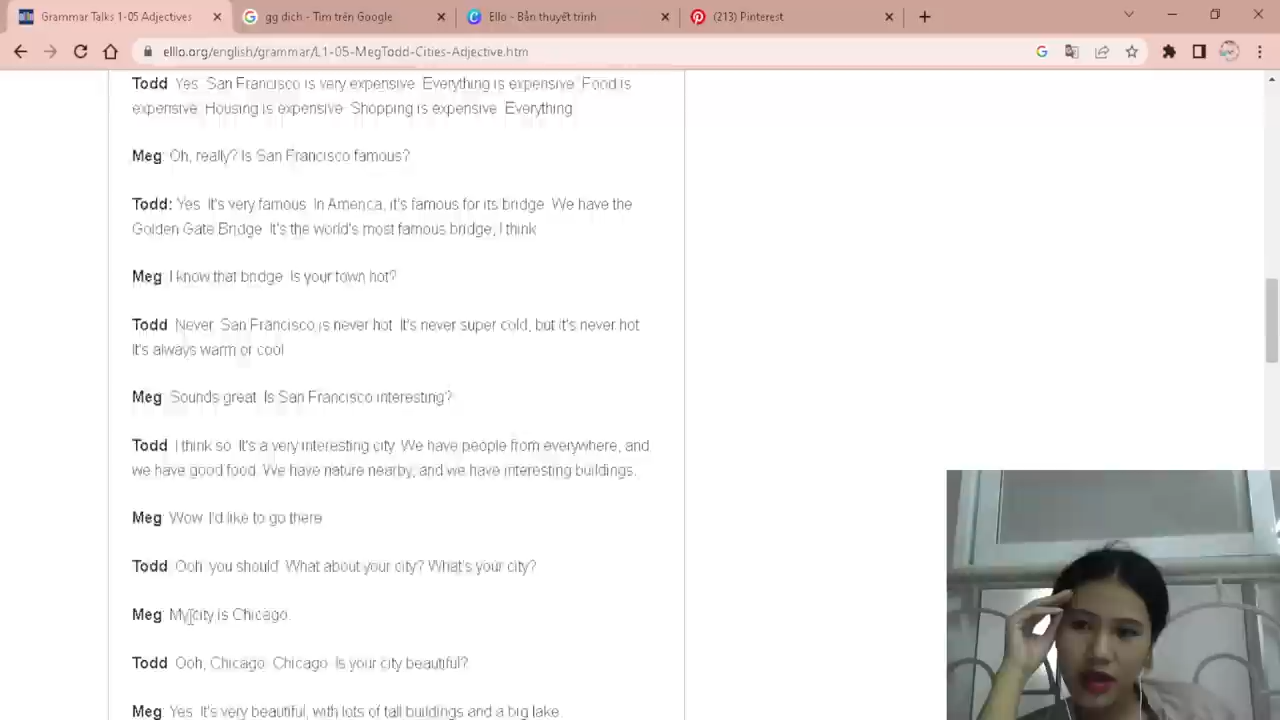 Grammar Talks 1-05 Adjectives
gg dich - Tìm trên Google
Ello - Bản thuyết trình
(213) Pinterest
elllo.org/english/grammar/L1-05-MegTodd-Cities-Adjective.htm
Todd Yes San Francisco is very expensive Everything is expensive Food is
expensive Housing is expensive Shopping is expensive Everything
Meg: Oh, really? Is San Francisco famous?
Todd: Yes It's very famous In America, it's famous for its bridge We have the
Golden Gate Bridge It's the world's most famous bridge, I think
Meg I know that bridge Is your town hot?
Todd Never San Francisco is never hot It's never super cold, but it's never hot
It's always warm or cool
Meg Sounds great Is San Francisco interesting?
Todd I think so It's a very interesting city We have people from everywhere, and
we have good food We have nature nearby, and we have interesting buildings.
Meg Wow I'd like to go there
Todd Ooh you should What about your city? What's your city?
Meg My city is Chicago.
Todd Ooh, Chicago Chicago Is your city beautiful?
Meg: Yes It's very beautiful, with lots of tall buildings and a big lake.